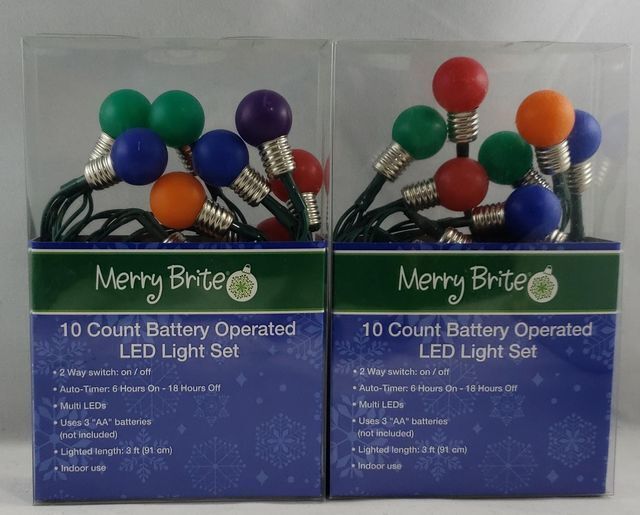 Merry Brite
10 Count Battery Operated
LED Light Set
• 2 Way switch: on / off
• Auto-Timer: 6 Hours On - 18 Hours Off
• Multi LEDs
• Uses 3 "AA" batteries
(not included)
• Lighted length: 3 ft (91 cm)
• Indoor use
Merry Brite
10 Count Battery Operated
LED Light Set
• 2 Way switch: on / off
• Auto-Timer: 6 Hours On - 18 Hours Off
• Multi LEDs
• Uses 3 "AA" batteries
(not included)
• Lighted length: 3 ft (91 cm)
• Indoor use